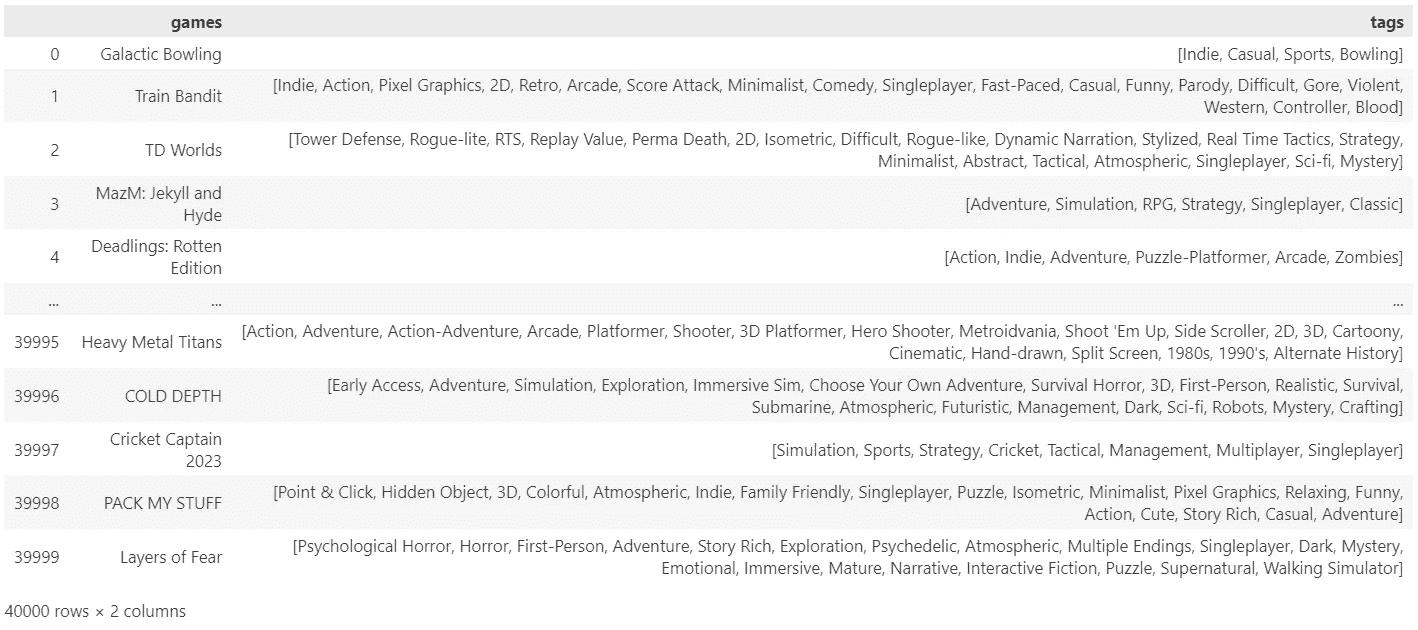 games tags
0 Galactic Bowling [Indie, Casual, Sports, Bowling]
1 Train Bandit [Indie, Action, Pixel Graphics, 2D, Retro, Arcade, Score Attack, Minimalist, Comedy, Singleplayer, Fast-Paced, Casual, Funny, Parody, Difficult, Gore, Violent,
Western, Controller, Blood]
2 TD Worlds [Tower Defense, Rogue-lite, RTS, Replay Value, Perma Death, 2D, Isometric, Difficult, Rogue-like, Dynamic Narration, Stylized, Real Time Tactics, Strategy,
Minimalist, Abstract, Tactical, Atmospheric, Singleplayer, Sci-fi, Mystery]
3 MazM: Jekyll and
Hyde [Adventure, Simulation, RPG, Strategy, Singleplayer, Classic]
4 Deadlings: Rotten
Edition [Action, Indie, Adventure, Puzzle-Platformer, Arcade, Zombies]
... ... ...
39995 Heavy Metal Titans [Action, Adventure, Action-Adventure, Arcade, Platformer, Shooter, 3D Platformer, Hero Shooter, Metroidvania, Shoot 'Em Up, Side Scroller, 2D, 3D, Cartoony,
Cinematic, Hand-drawn, Split Screen, 1980s, 1990's, Alternate History]
39996 COLD DEPTH [Early Access, Adventure, Simulation, Exploration, Immersive Sim, Choose Your Own Adventure, Survival Horror, 3D, First-Person, Realistic, Survival,
Submarine, Atmospheric, Futuristic, Management, Dark, Sci-fi, Robots, Mystery, Crafting]
39997 Cricket Captain
2023 [Simulation, Sports, Strategy, Cricket, Tactical, Management, Multiplayer, Singleplayer]
39998 PACK MY STUFF [Point & Click, Hidden Object, 3D, Colorful, Atmospheric, Indie, Family Friendly, Singleplayer, Puzzle, Isometric, Minimalist, Pixel Graphics, Relaxing, Funny,
Action, Cute, Story Rich, Casual, Adventure]
39999 Layers of Fear [Psychological Horror, Horror, First-Person, Adventure, Story Rich, Exploration, Psychedelic, Atmospheric, Multiple Endings, Singleplayer, Dark, Mystery,
Emotional, Immersive, Mature, Narrative, Interactive Fiction, Puzzle, Supernatural, Walking Simulator]
40000 rows × 2 columns